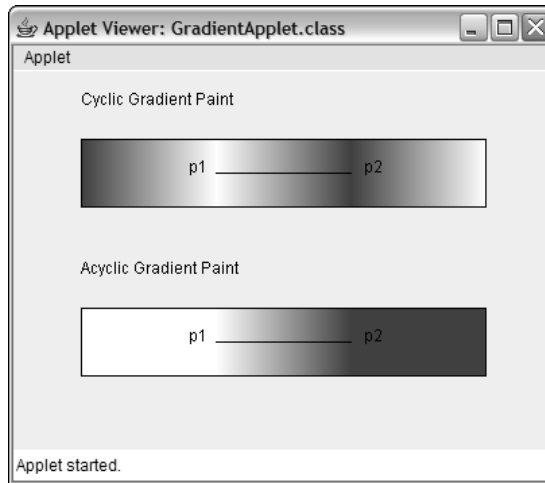 Applet Viewer: GradientApplet.class
Applet
Cyclic Gradient Paint
p1 p2
Acyclic Gradient Paint
p1 p2
Applet started.